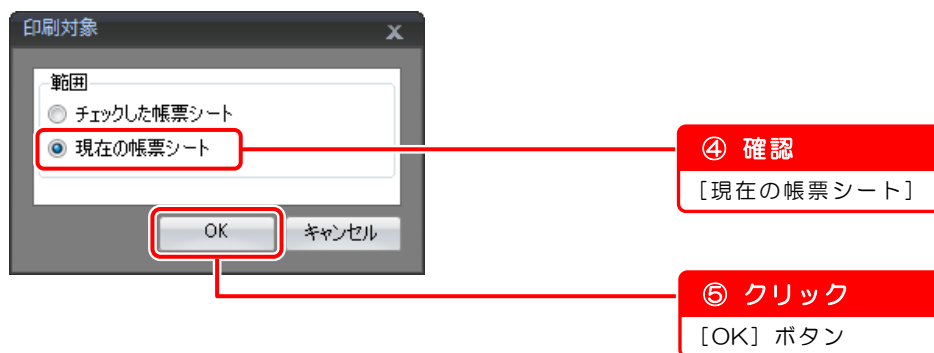 印刷対象
x
範囲
チェックした帳票シート
現在の帳票シート
OK
キャンセル
④ 確認
[現在の帳票シート]
⑤ クリック
[OK] ボタン